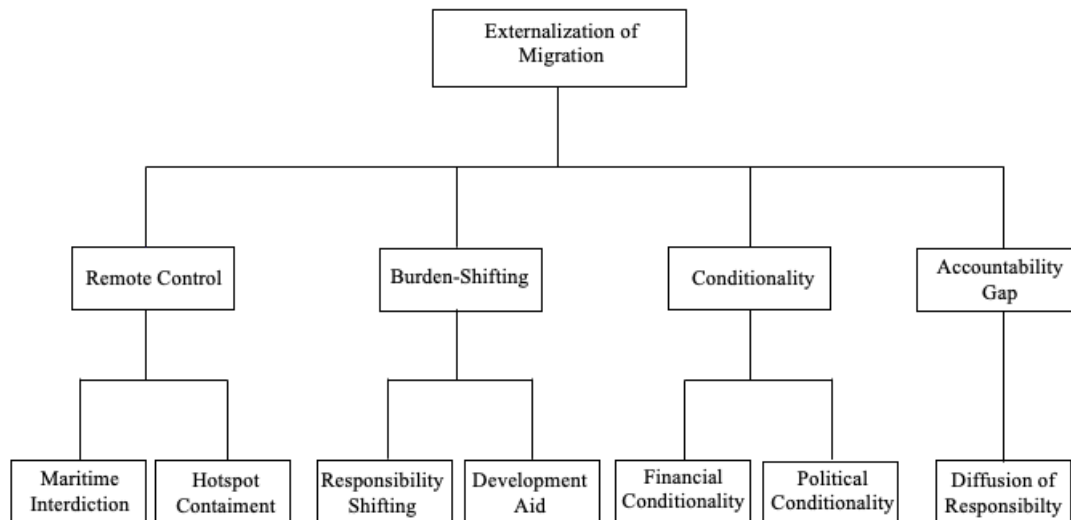 Externalization of
Migration
Remote Control
Burden-Shifting
Conditionality
Accountability
Gap
Maritime
Interdiction
Hotspot
Contaiment
Responsibility
Shifting
Development
Aid
Financial
Conditionality
Political
Conditionality
Diffusion of
Responsibilty